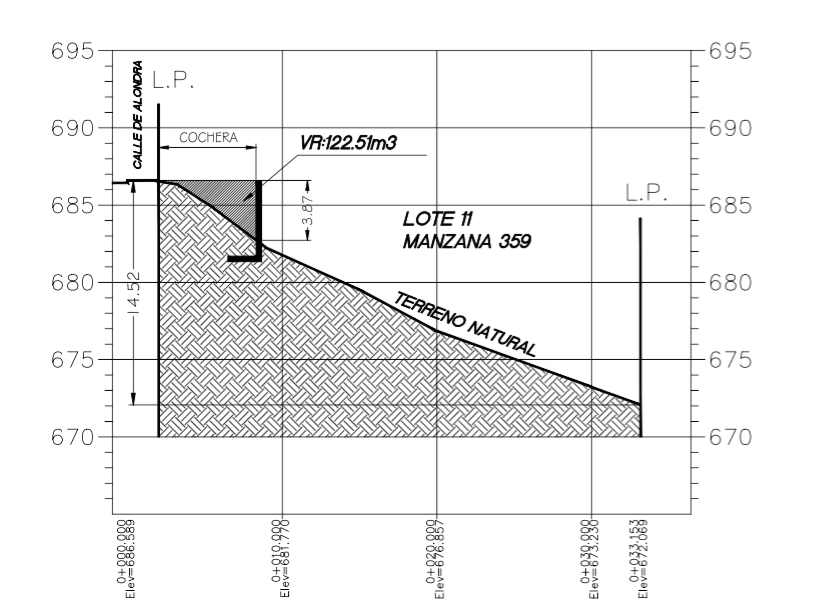 695
695
CALLE DE ALONDRA
L.P.
690
690
COCHERA
VR:122.51m3
685
685
3.87
L.P.
LOTE 11
MANZANA 359
680
680
14.52
TERRENO NATURAL
675
675
670
670
0+000.000
Elev=686.589
0+010.000
Elev=681.770
0+020.000
Elev=676.857
0+030.000
Elev=673.230
0+033.153
Elev=672.069